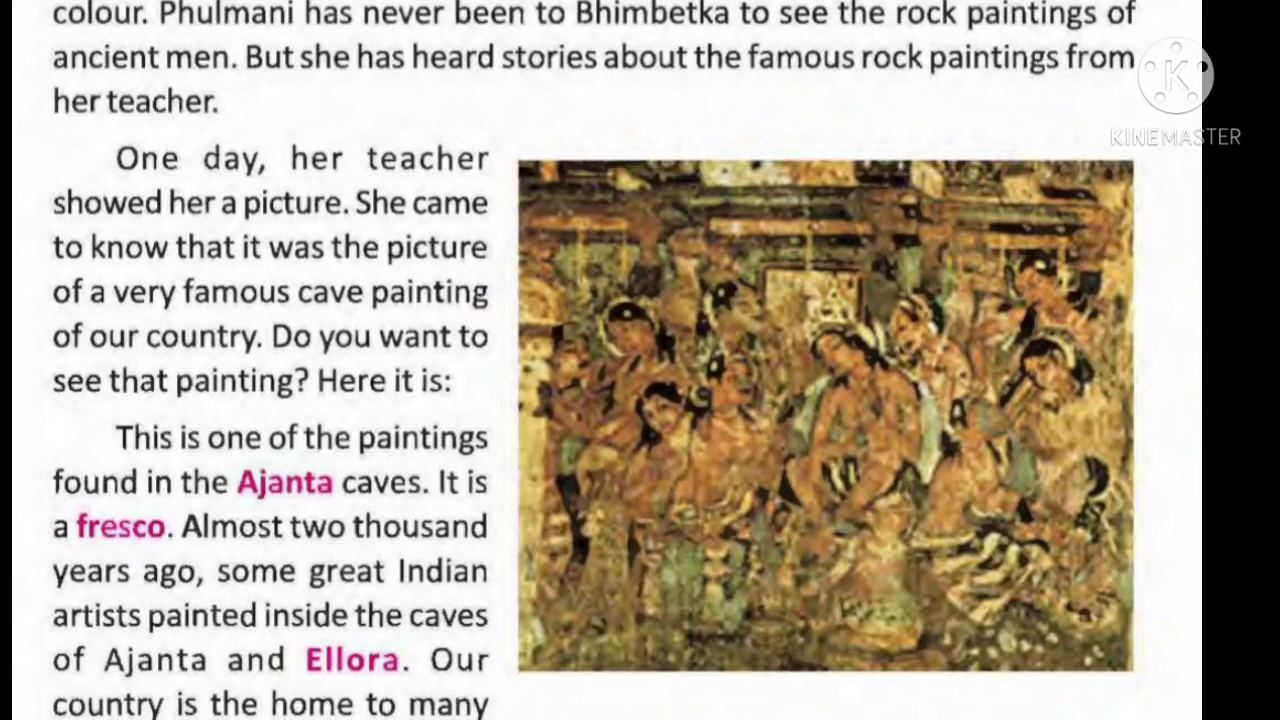 colour. Phulmani has never been to Bhimbetka to see the rock paintings of
ancient men. But she has heard stories about the famous rock paintings from
her teacher.
One day, her teacher
showed her a picture. She came
to know that it was the picture
of a very famous cave painting
of our country. Do you want to
see that painting? Here it is:
This is one of the paintings
found in the Ajanta caves. It is
a fresco. Almost two thousand
years ago, some great Indian
artists painted inside the caves
of Ajanta and Ellora. Our
country is the home to many
K
KINEMASTER